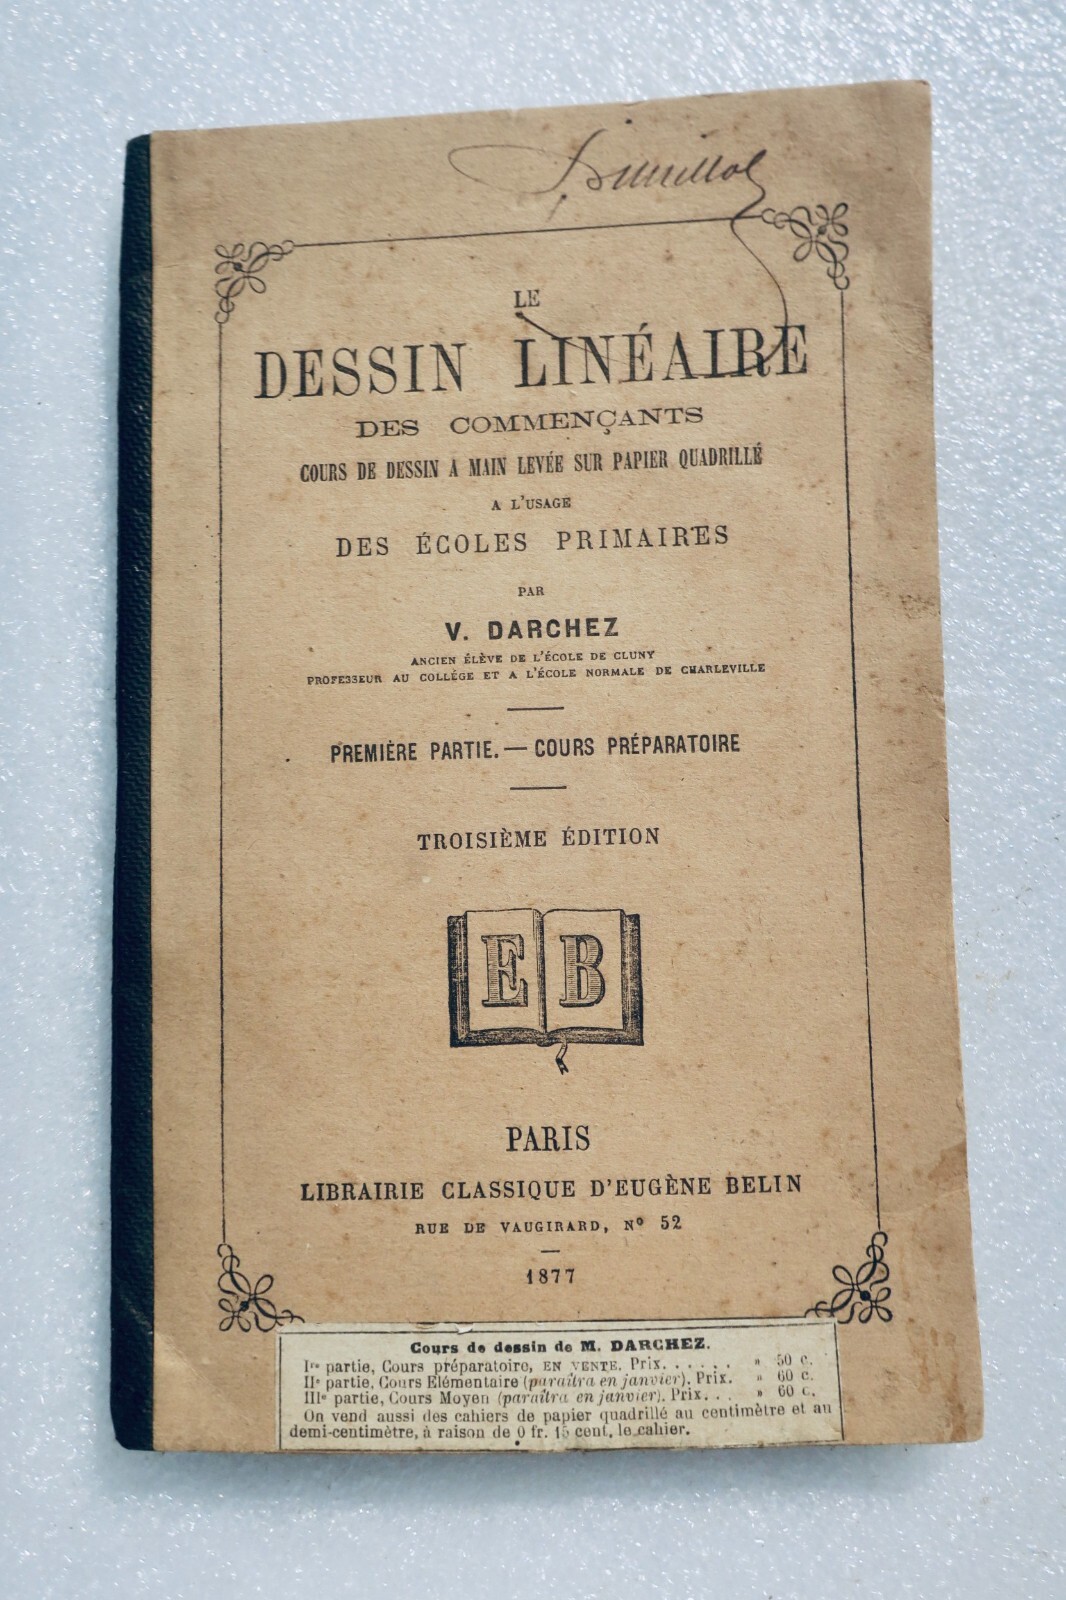 LE
DESSIN LINÉAIRE
DES COMMENÇANTS
COURS DE DESSIN A MAIN LEVÉE SUR PAPIER QUADRILLÉ
A L'USAGE
DES ÉCOLES PRIMAIRES
PAR
V. DARCHEZ
ANCIEN ÉLÈVE DE L'ÉCOLE DE CLUNY
PROFESSEUR AU COLLÉGE ET A L'ÉCOLE NORMALE DE CHARLEVILLE
PREMIÈRE PARTIE. — COURS PRÉPARATOIRE
TROISIÈME ÉDITION
E B
PARIS
LIBRAIRIE CLASSIQUE D'EUGÈNE BELIN
RUE DE VAUGIRARD, Nº 52
1877
Cours de dessin de M. DARCHEZ.
Ire partie, Cours préparatoire, EN VENTE. Prix. . . . . . » 50 c.
IIe partie, Cours Elémentaire (paraîtra en janvier). Prix. » 60 c.
IIIe partie, Cours Moyen (paraîtra en janvier). Prix. . . » 60 c.
On vend aussi des cahiers de papier quadrillé au centimètre et au
demi-centimètre, à raison de 0 fr. 15 cent. le cahier.